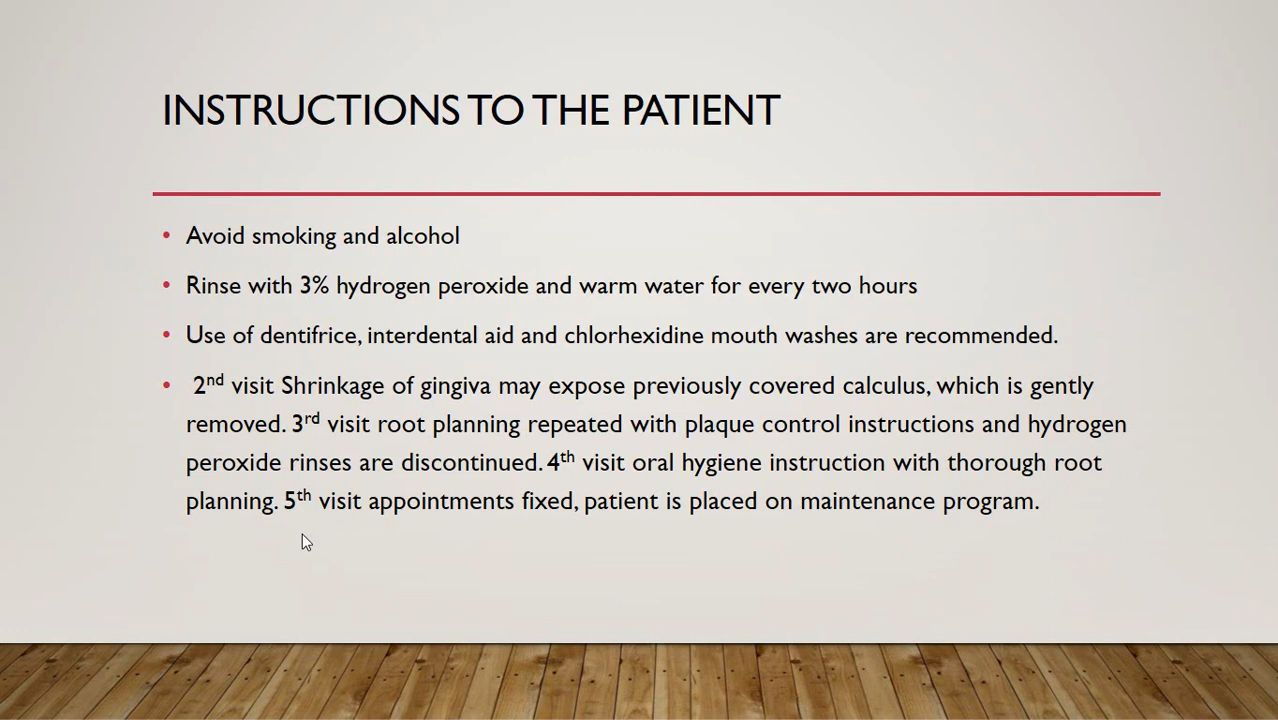 INSTRUCTIONS TO THE PATIENT
• Avoid smoking and alcohol
• Rinse with 3% hydrogen peroxide and warm water for every two hours
• Use of dentifrice, interdental aid and chlorhexidine mouth washes are recommended.
• 2nd visit Shrinkage of gingiva may expose previously covered calculus, which is gently
removed. 3rd visit root planning repeated with plaque control instructions and hydrogen
peroxide rinses are discontinued. 4th visit oral hygiene instruction with thorough root
planning. 5th visit appointments fixed, patient is placed on maintenance program.